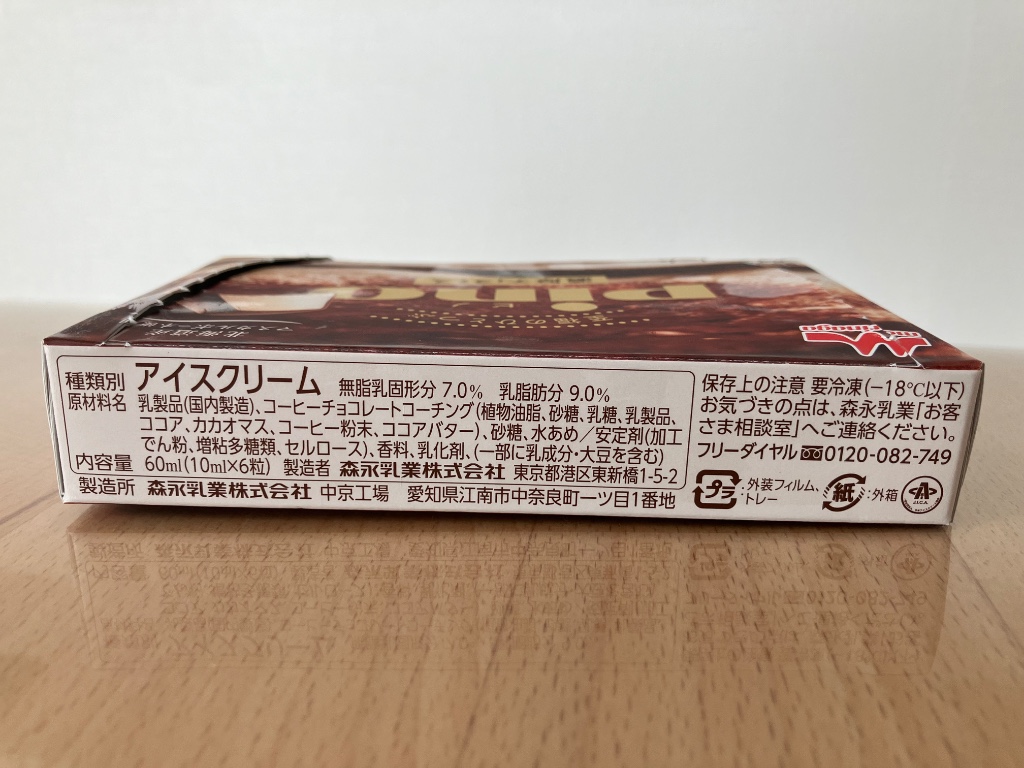 pino
ピノ
morinaga
種類別 アイスクリーム 無脂乳固形分 7.0% 乳脂肪分 9.0%
原材料名 乳製品(国内製造)、コーヒーチョコレートコーチング(植物油脂、砂糖、乳糖、乳製品、
ココア、カカオマス、コーヒー粉末、ココアバター)、砂糖、水あめ/安定剤(加工
でん粉、増粘多糖類、セルロース)、香料、乳化剤、(一部に乳成分・大豆を含む)
内容量 60ml(10ml×6粒) 製造者 森永乳業株式会社 東京都港区東新橋1-5-2
製造所 森永乳業株式会社 中京工場 愛知県江南市中奈良町一ツ目1番地
保存上の注意 要冷凍(-18℃以下)
お気づきの点は、森永乳業「お客
さま相談室」へご連絡ください。
フリーダイヤル 0120-082-749
プラ :外装フィルム、
トレー
紙 :外箱
A
J.I.C.A.